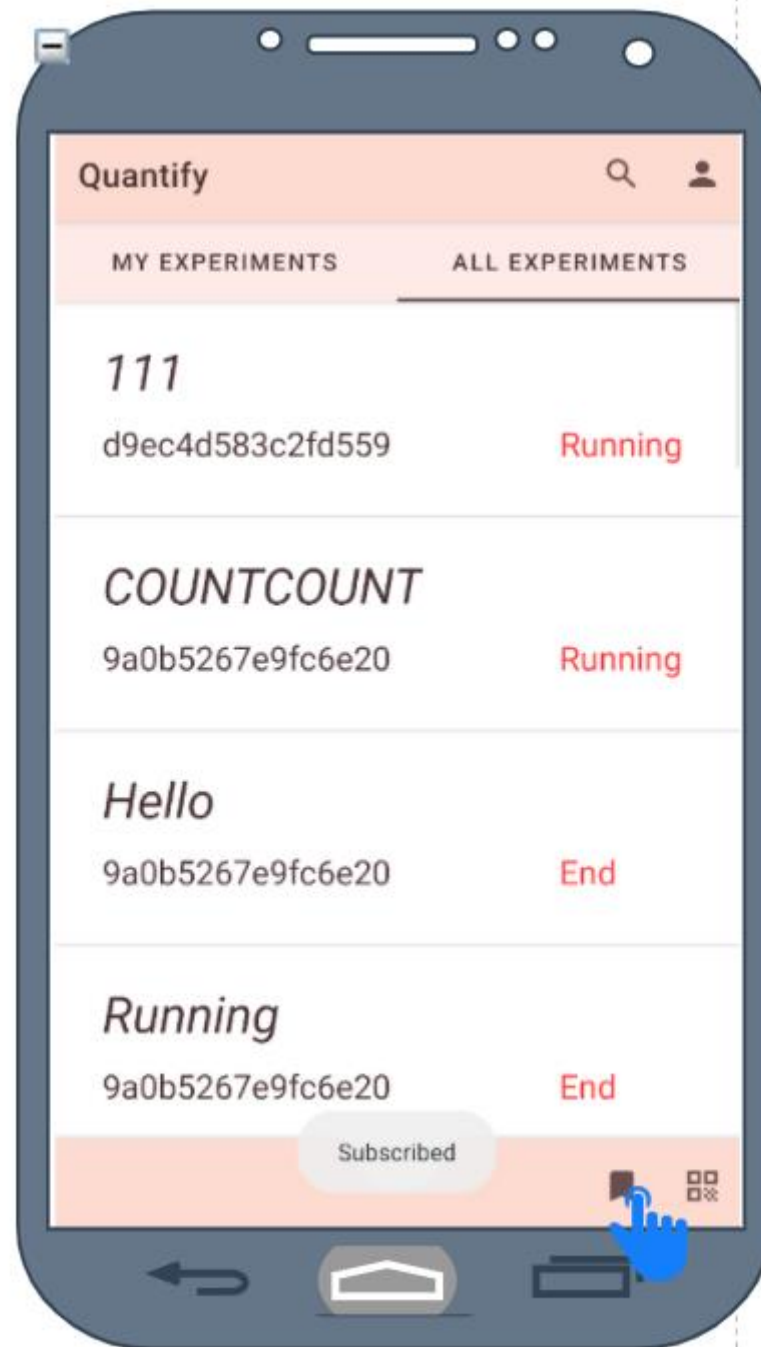 Quantify
MY EXPERIMENTS ALL EXPERIMENTS
111
d9ec4d583c2fd559 Running
COUNTCOUNT
9a0b5267e9fc6e20 Running
Hello
9a0b5267e9fc6e20 End
Running
9a0b5267e9fc6e20 End
Subscribed